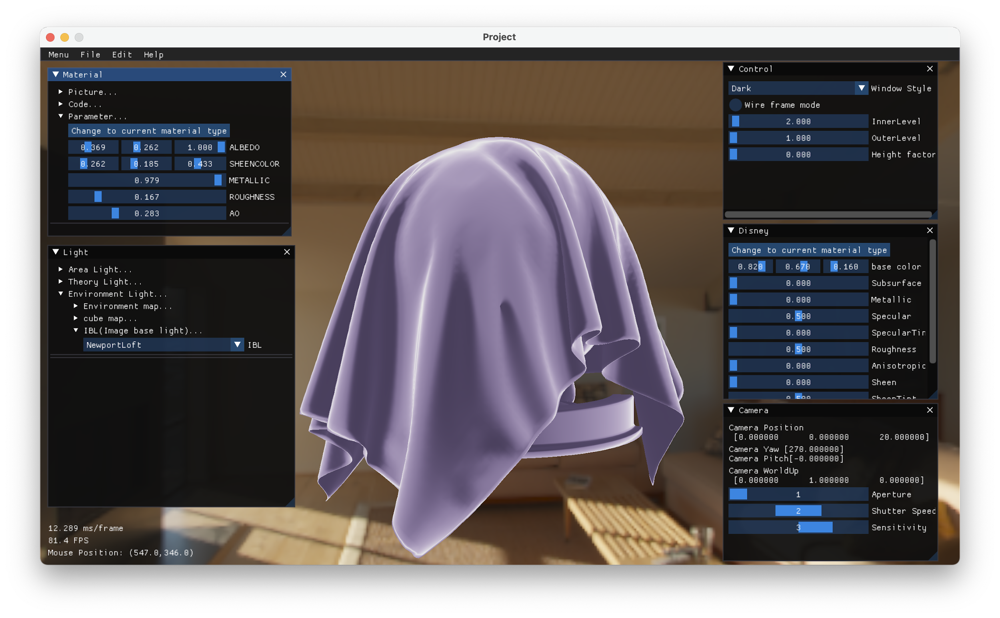 Project
Menu File Edit Help
Material
Picture...
Code...
Parameter...
Change to current material type
0.369 0.262 1.000 ALBEDO
0.262 0.185 0.433 SHEENCOLOR
0.979 METALLIC
0.167 ROUGHNESS
0.283 AO
Light
Area Light...
Theory Light...
Environment Light...
Environment map...
cube map...
IBL(Image base light)...
NewportLoft IBL
12.289 ms/frame
81.4 FPS
Mouse Position: (547.0,346.0)
Control
Dark Window Style
Wire frame mode
2.000 InnerLevel
1.000 OuterLevel
0.000 Height factor
Disney
Change to current material type
0.820 0.670 0.160 base color
0.000 Subsurface
0.000 Metallic
0.500 Specular
0.000 SpecularTin
0.500 Roughness
0.000 Anisotropic
0.000 Sheen
0.500 SheenTint
Camera
Camera Position
[0.000000 0.000000 20.000000]
Camera Yaw [270.000000]
Camera Pitch[-0.000000]
Camera WorldUp
[0.000000 1.000000 0.000000]
1 Aperture
2 Shutter Speed
3 Sensitivity